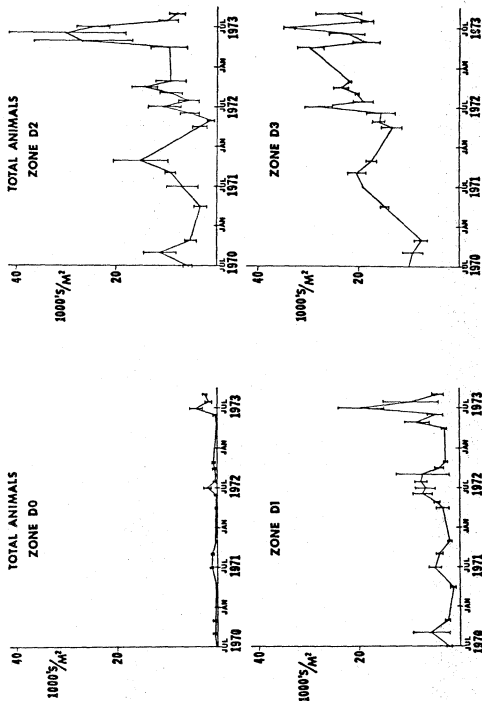 TOTAL ANIMALS
ZONE D0
40
20
1000's/M²
JUL JAN JUL JAN JUL JAN JUL
1970 1971 1972 1973
TOTAL ANIMALS
ZONE D2
40
20
1000's/M²
JUL JAN JUL JAN JUL JAN JUL
1970 1971 1972 1973
ZONE D1
40
20
1000's/M²
JUL JAN JUL JAN JUL JAN JUL
1970 1971 1972 1973
ZONE D3
40
20
1000's/M²
JUL JAN JUL JAN JUL JAN JUL
1970 1971 1972 1973